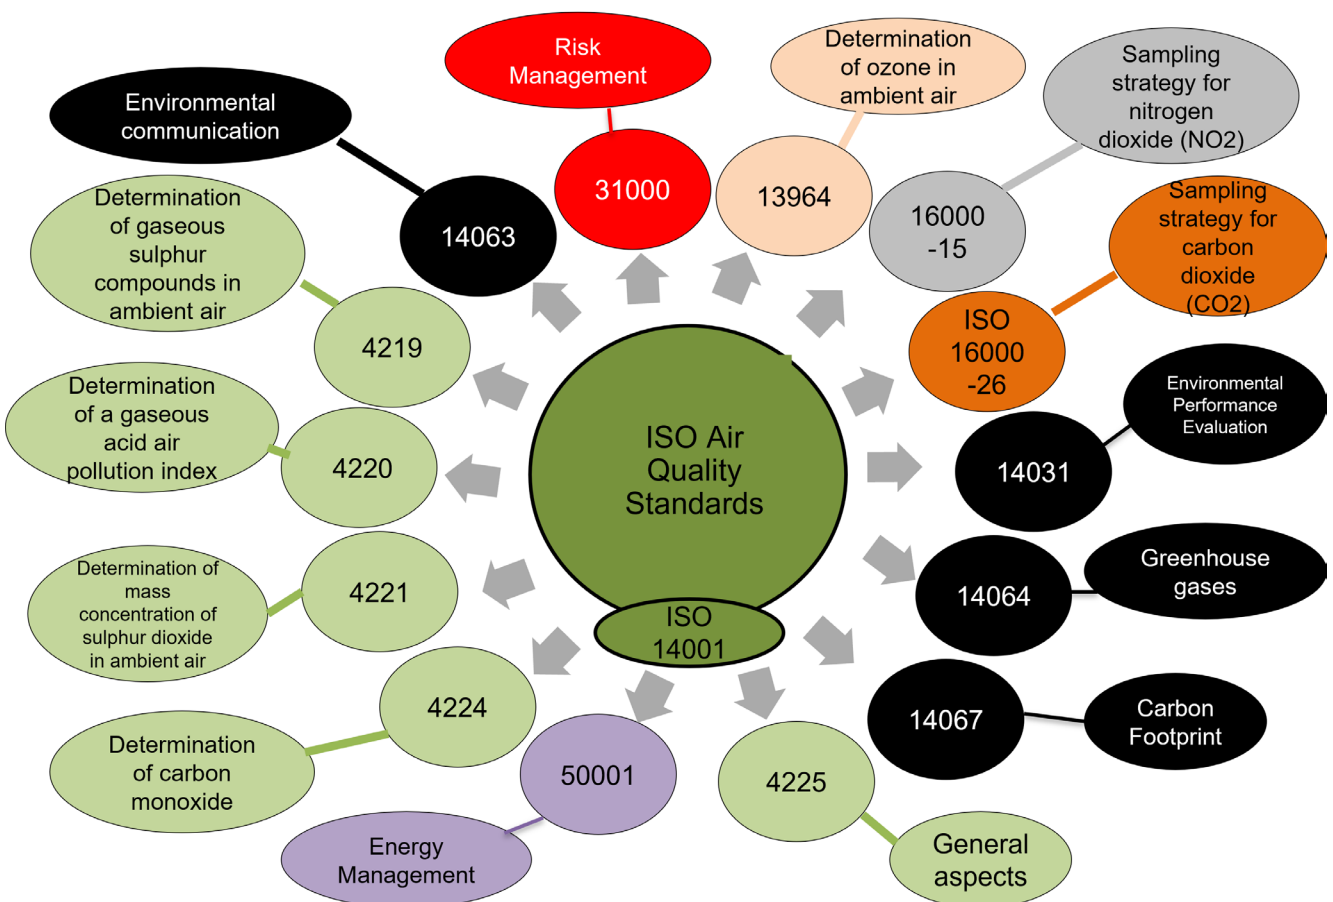 Risk
Management
31000
Determination
of ozone in
ambient air
13964
Sampling
strategy for
nitrogen
dioxide (NO2)
16000
-15
Sampling
strategy for
carbon
dioxide
(CO2)
ISO
16000
-26
Environmental
Performance
Evaluation
14031
Greenhouse
gases
14064
Carbon
Footprint
14067
General
aspects
4225
Energy
Management
50001
Determination
of carbon
monoxide
4224
Determination of
mass
concentration of
sulphur dioxide
in ambient air
4221
Determination
of a gaseous
acid air
pollution index
4220
Determination
of gaseous
sulphur
compounds in
ambient air
4219
Environmental
communication
14063
ISO Air
Quality
Standards
ISO
14001